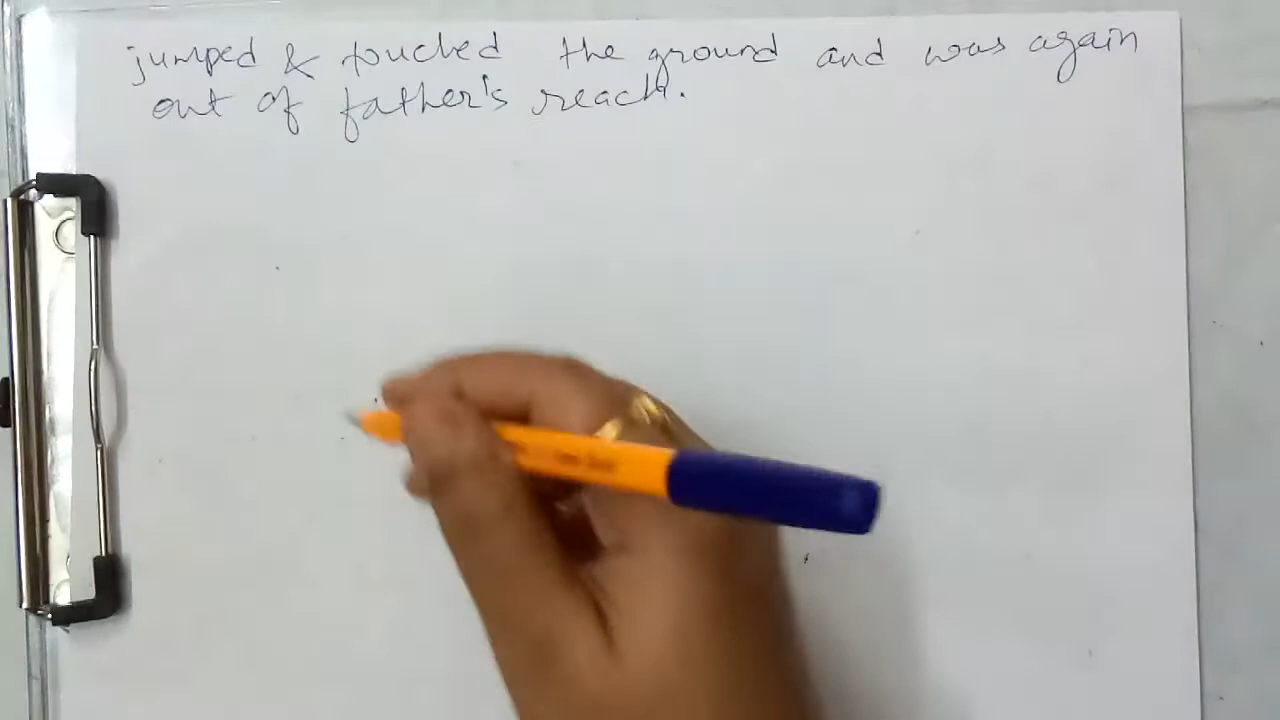 jumped & touched the ground and was again
out of father's reach.